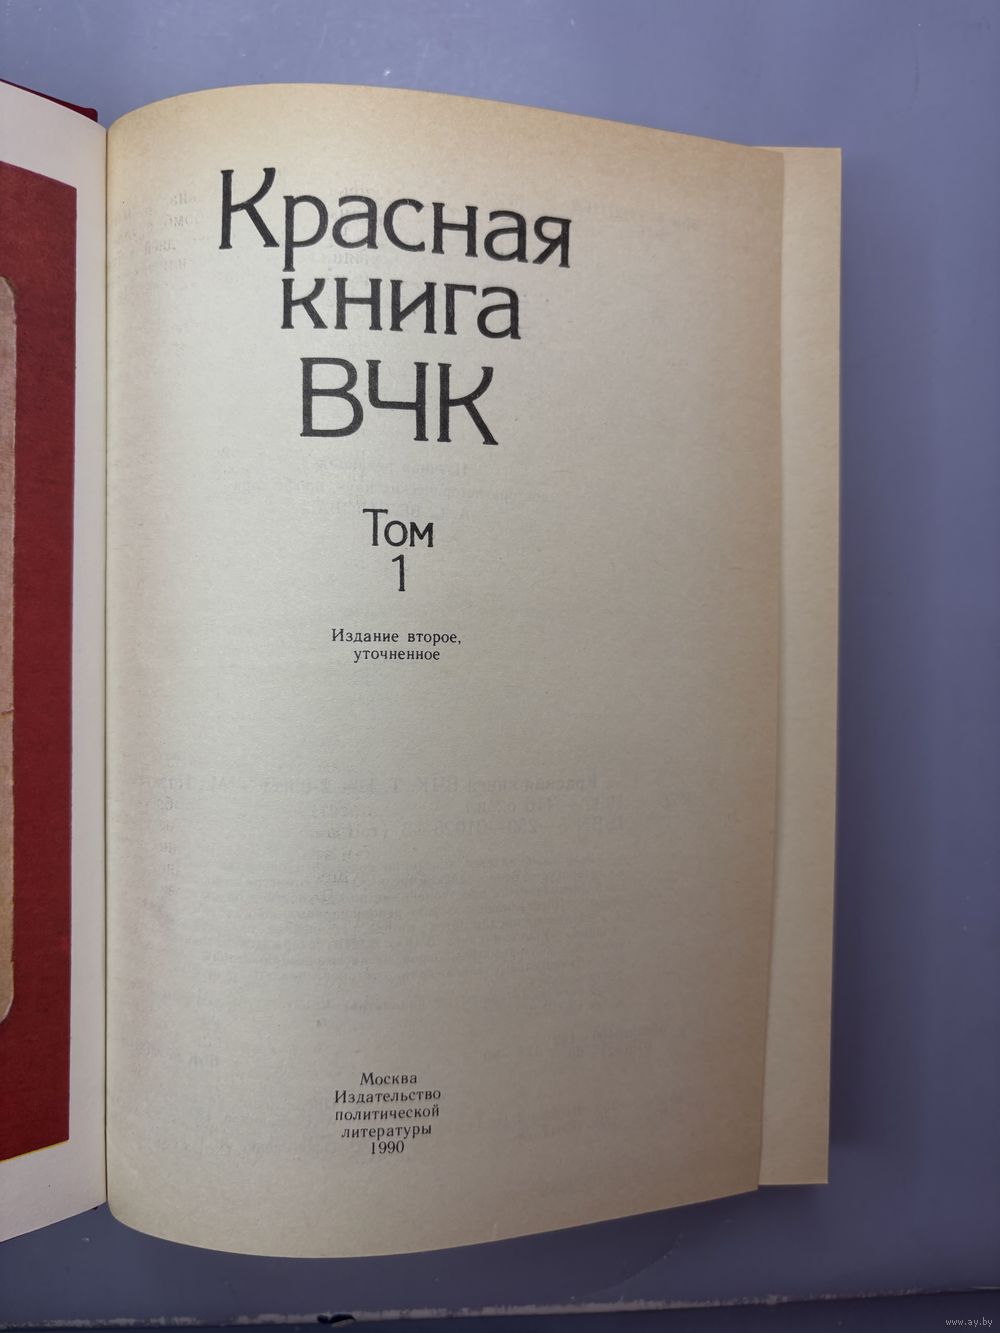 Красная
книга
ВЧК
Том
1
Издание второе,
уточненное
Москва
Издательство
политической
литературы
1990
www.ay.by